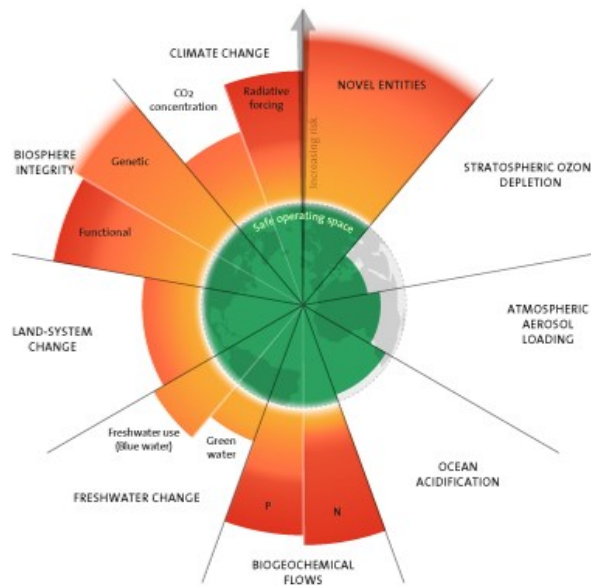 CLIMATE CHANGE
CO2
concentration
Radiative
forcing
NOVEL ENTITIES
Increasing risk
STRATOSPHERIC OZON
DEPLETION
BIOSPHERE
INTEGRITY
Genetic
Functional
Safe operating space
ATMOSPHERIC
AEROSOL
LOADING
LAND-SYSTEM
CHANGE
Freshwater use
(Blue water)
Green
water
FRESHWATER CHANGE
P
N
OCEAN
ACIDIFICATION
BIOGEOCHEMICAL
FLOWS